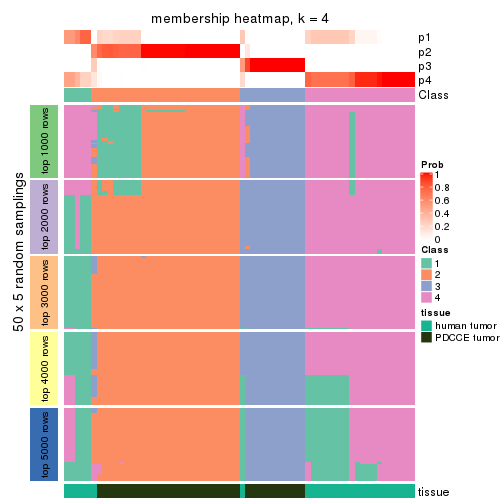 membership heatmap, k = 4
p1
p2
p3
p4
Class
50 x 5 random samplings
top 1000 rows
top 2000 rows
top 3000 rows
top 4000 rows
top 5000 rows
Prob
1
0.8
0.6
0.4
0.2
0
Class
1
2
3
4
tissue
human tumor
PDCCE tumor
tissue